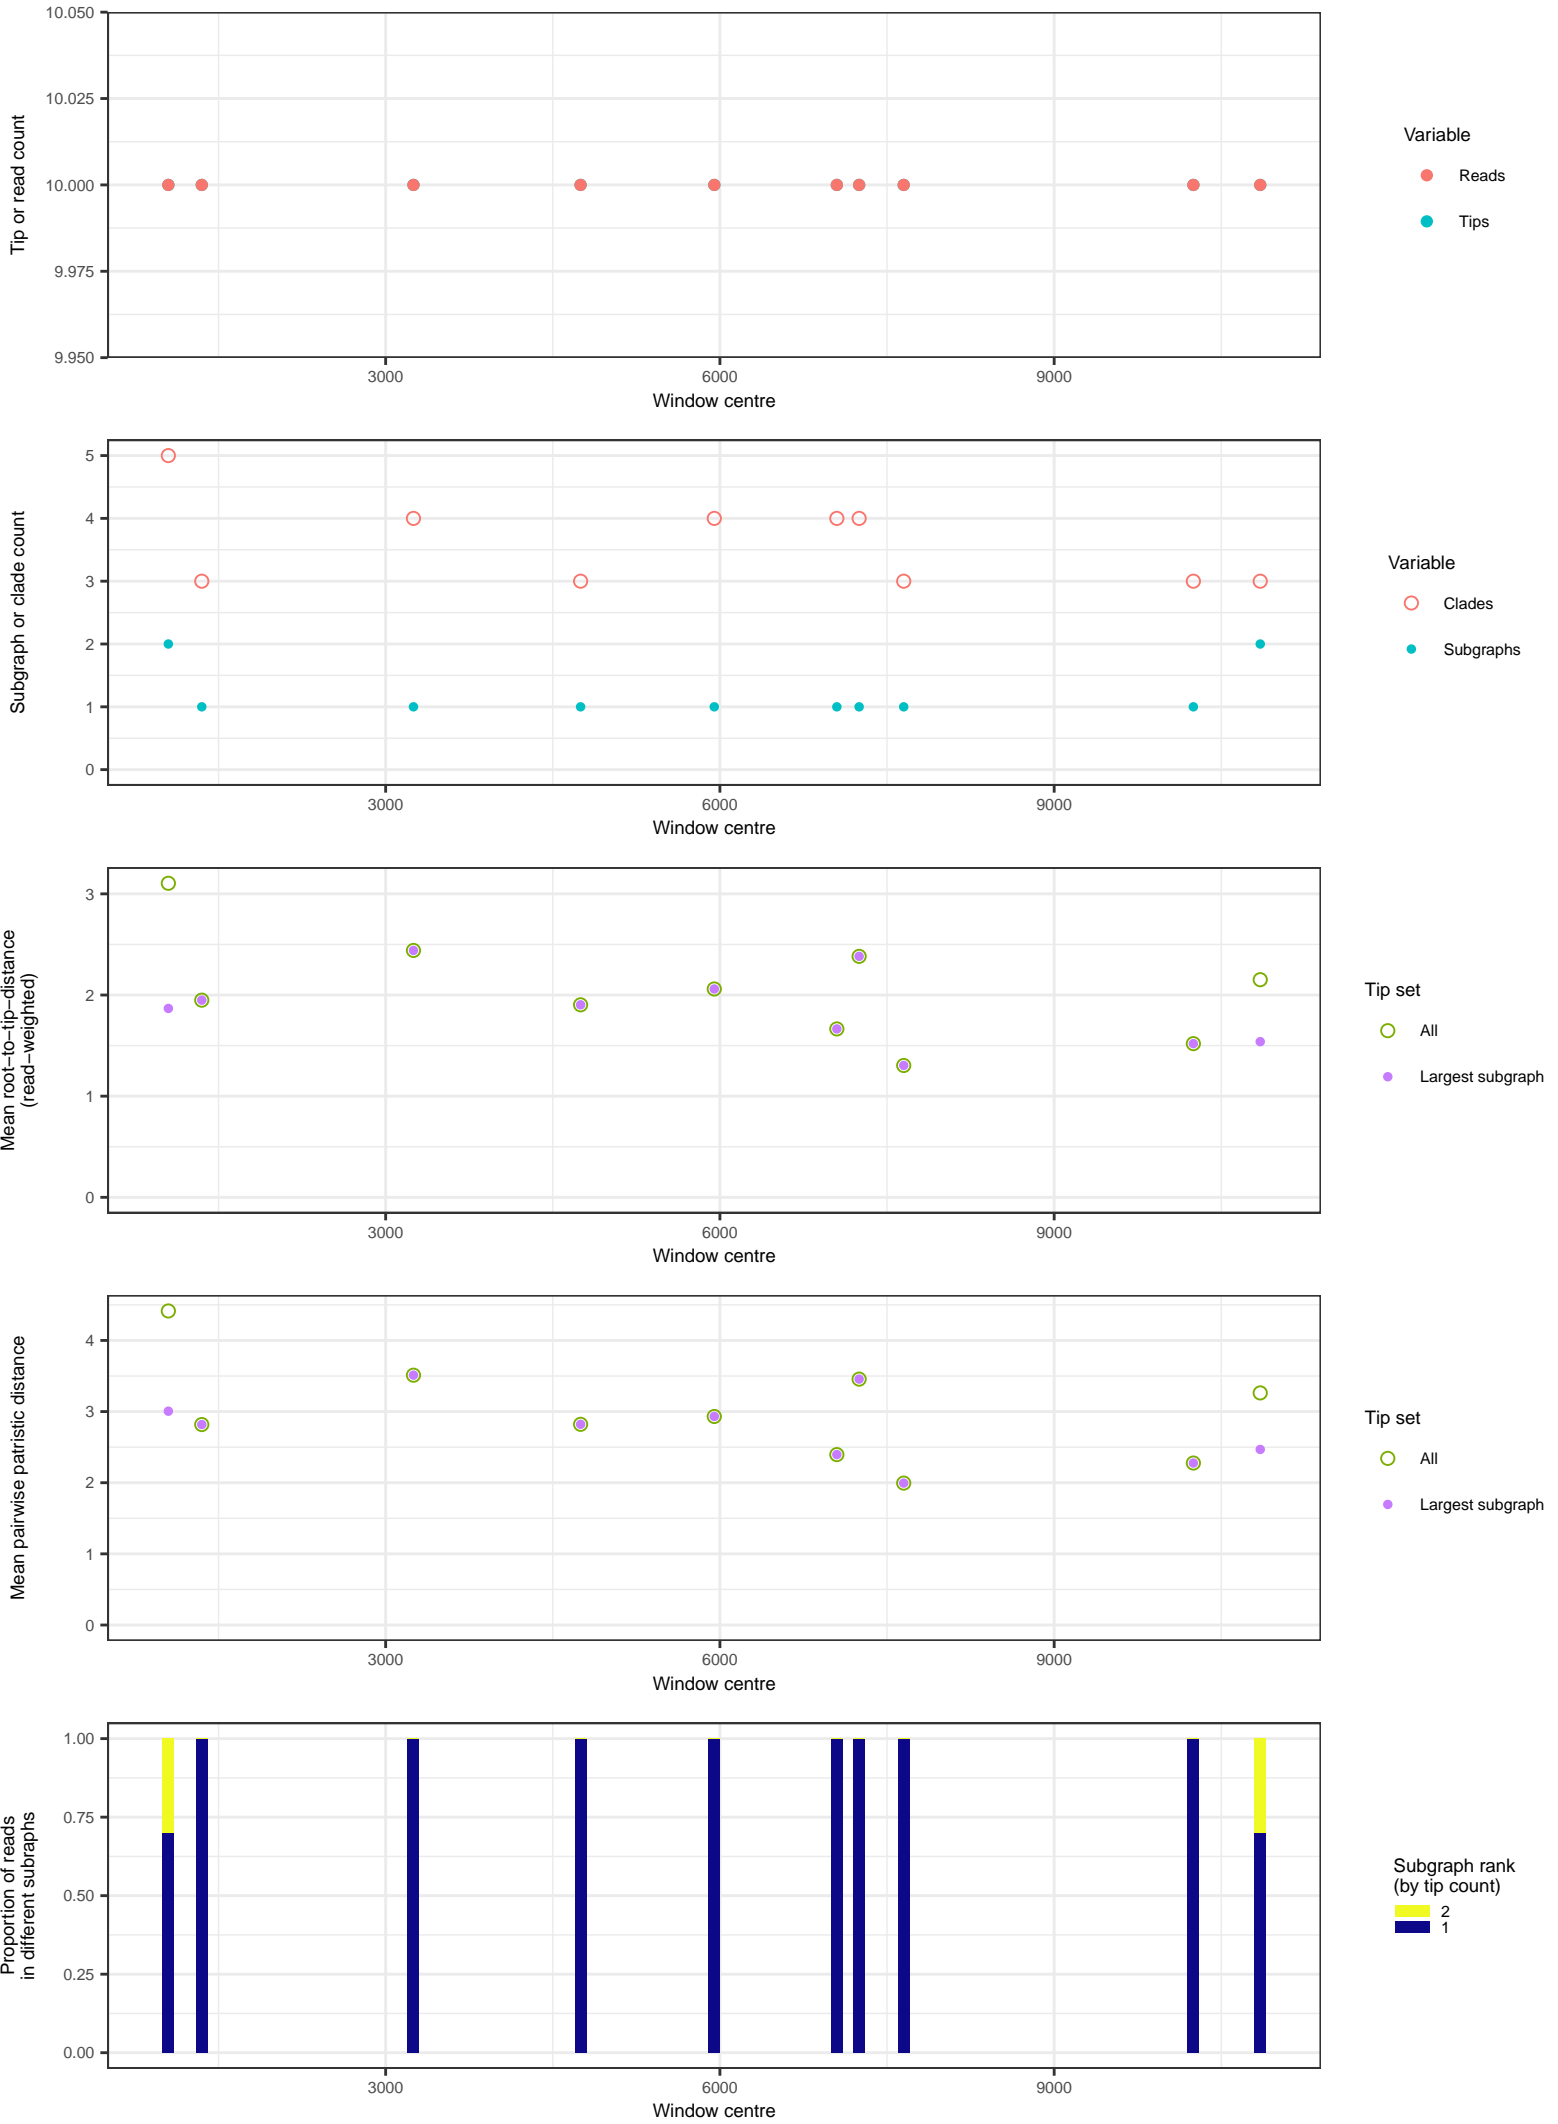 10.050
10.025
10.000
9.975
9.950
Tip or read count
3000
6000
9000
Window centre
Variable
Reads
Tips
5
4
3
2
1
0
Subgraph or clade count
3000
6000
9000
Window centre
Variable
Clades
Subgraphs
3
2
1
0
Mean root−to−tip−distance
(read−weighted)
3000
6000
9000
Window centre
Tip set
All
Largest subgraph
4
3
2
1
0
Mean pairwise patristic distance
3000
6000
9000
Window centre
Tip set
All
Largest subgraph
1.00
0.75
0.50
0.25
0.00
Proportion of reads
in different subraphs
3000
6000
9000
Window centre
Subgraph rank
(by tip count)
2
1